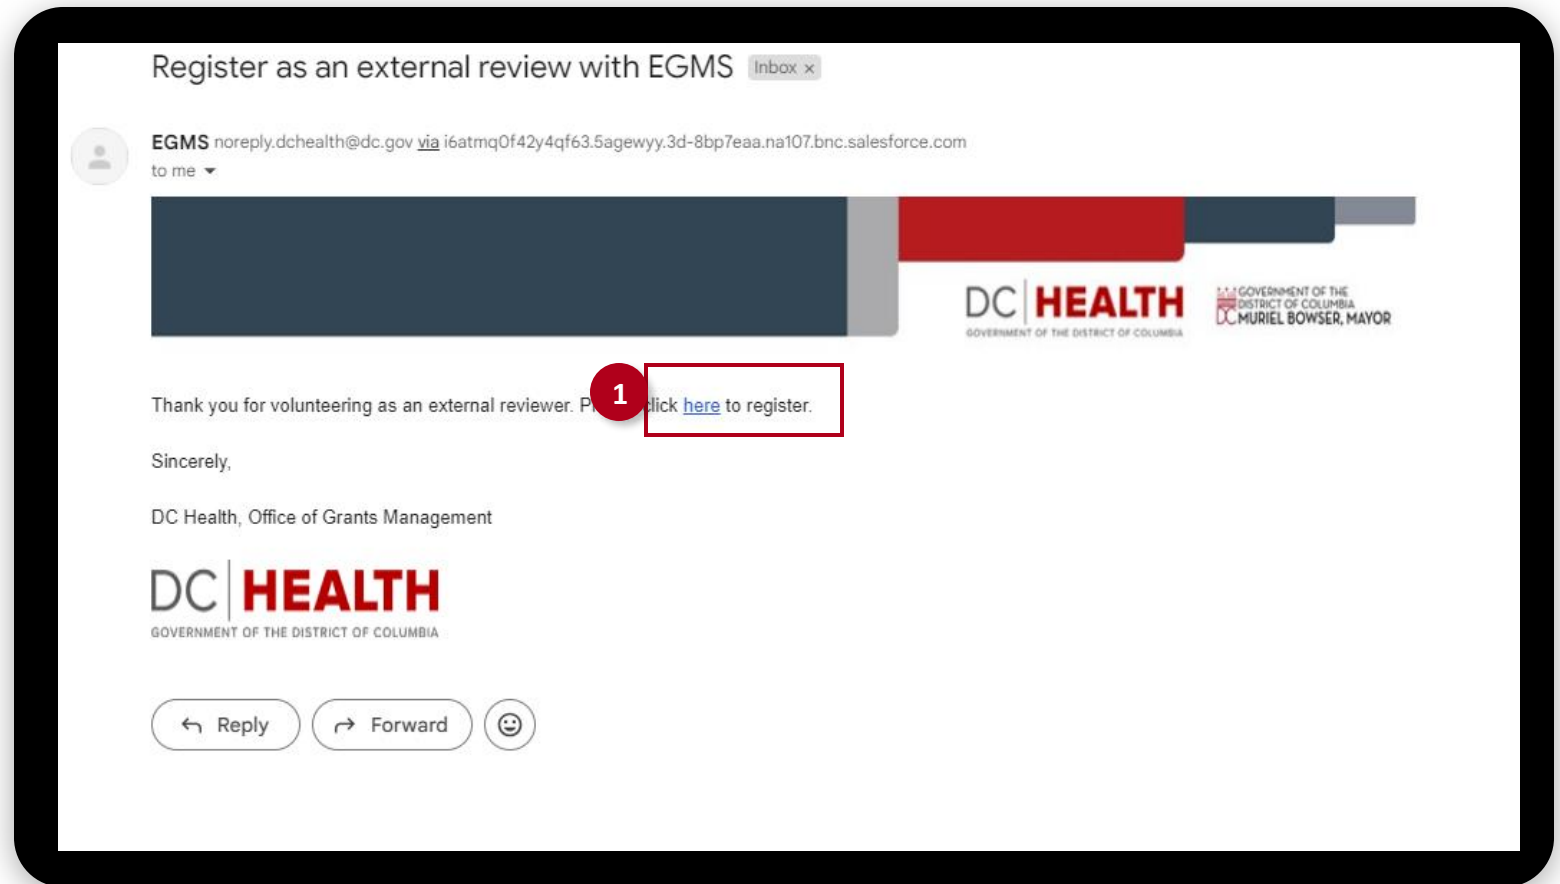 Register as an external review with EGMS Inbox ×
EGMS noreply.dchealth@dc.gov via i6atmq0f42y4qf63.5agewyy.3d-8bp7eaa.na107.bnc.salesforce.com
to me
DC HEALTH
GOVERNMENT OF THE DISTRICT OF COLUMBIA
GOVERNMENT OF THE
DISTRICT OF COLUMBIA
DC MURIEL BOWSER, MAYOR
1
Thank you for volunteering as an external reviewer. click here to register.
Sincerely,
DC Health, Office of Grants Management
DC HEALTH
GOVERNMENT OF THE DISTRICT OF COLUMBIA
Reply Forward